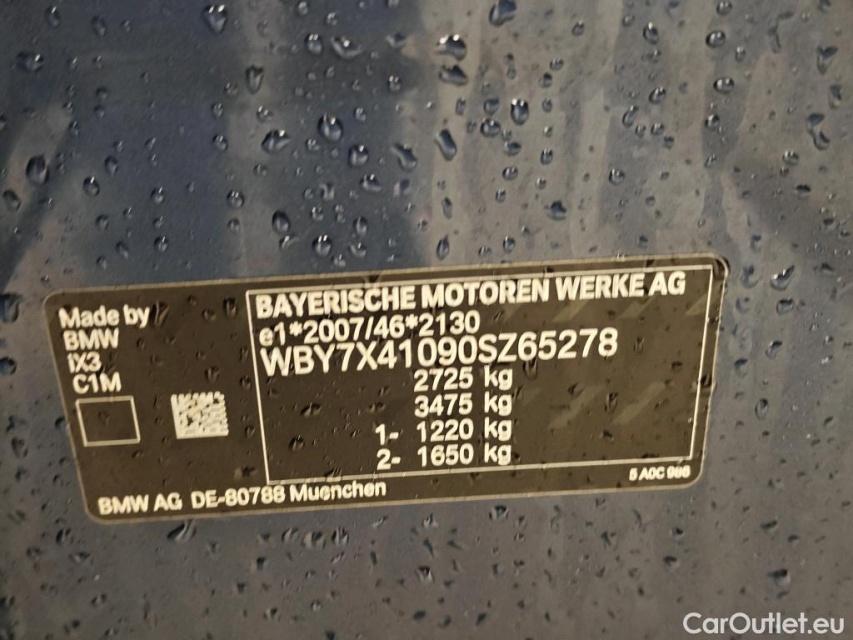 Made by
BMW
IX3
C1M
BAYERISCHE MOTOREN WERKE AG
e1*2007/46*2130
WBY7X41090SZ65278
2725 kg
3475 kg
1- 1220 kg
2- 1650 kg
5 A0C 986
BMW AG DE-80788 Muenchen
CarOutlet.eu